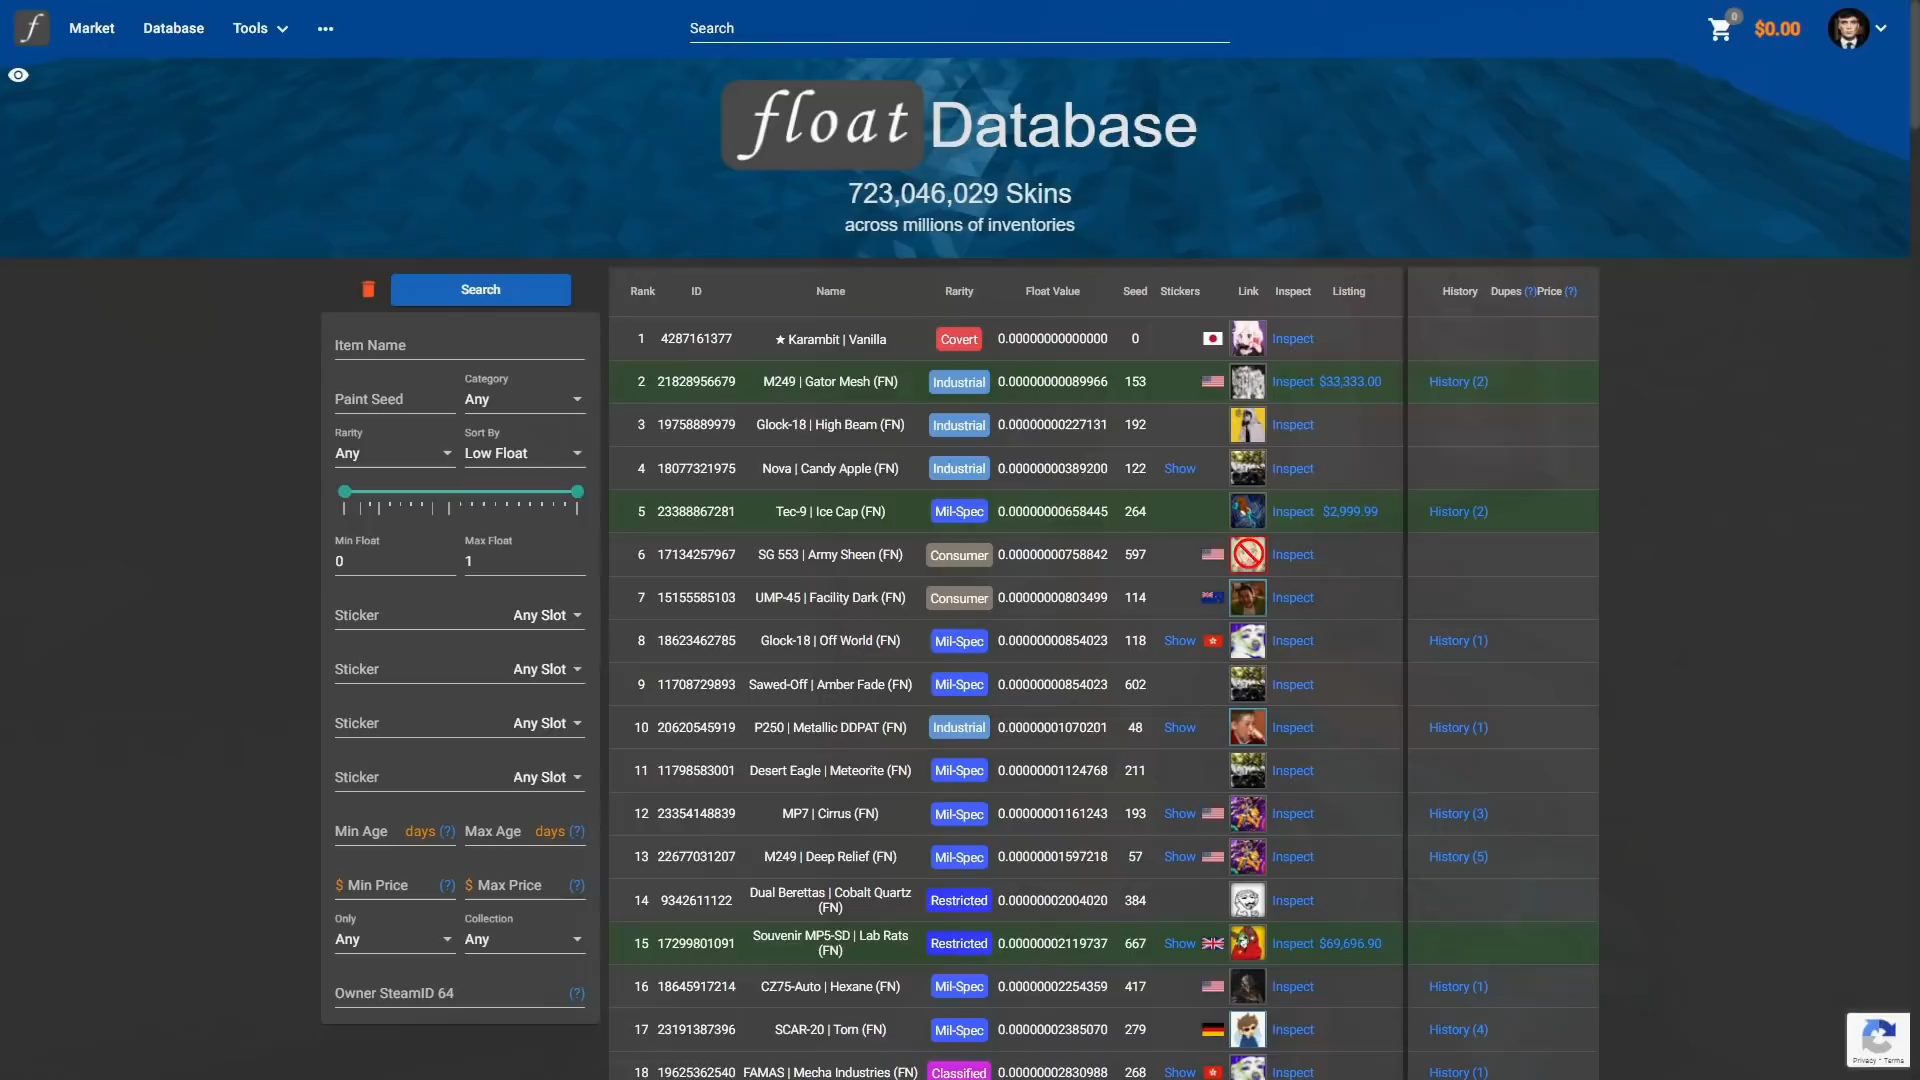 f Market Database Tools ••• Search 0 $0.00
float Database
723,046,029 Skins
across millions of inventories
Search
Item Name
Paint Seed Category Any
Rarity Any Sort By Low Float
Min Float 0 Max Float 1
Sticker Any Slot
Sticker Any Slot
Sticker Any Slot
Sticker Any Slot
Min Age days (?) Max Age days (?)
$ Min Price (?) $ Max Price (?)
Only Any Collection Any
Owner SteamID 64 (?)
Rank ID Name Rarity Float Value Seed Stickers Link Inspect Listing History Dupes (?) Price (?)
1 4287161377 ★ Karambit | Vanilla Covert 0.00000000000000 0 Inspect
2 21828956679 M249 | Gator Mesh (FN) Industrial 0.00000000089966 153 Inspect $33,333.00 History (2)
3 19758889979 Glock-18 | High Beam (FN) Industrial 0.00000000227131 192 Inspect
4 18077321975 Nova | Candy Apple (FN) Industrial 0.00000000389200 122 Show Inspect
5 23388867281 Tec-9 | Ice Cap (FN) Mil-Spec 0.00000000658445 264 Inspect $2,999.99 History (2)
6 17134257967 SG 553 | Army Sheen (FN) Consumer 0.00000000758842 597 Inspect
7 15155585103 UMP-45 | Facility Dark (FN) Consumer 0.00000000803499 114 Inspect
8 18623462785 Glock-18 | Off World (FN) Mil-Spec 0.00000000854023 118 Show Inspect History (1)
9 11708729893 Sawed-Off | Amber Fade (FN) Mil-Spec 0.00000000854023 602 Inspect
10 20620545919 P250 | Metallic DDPAT (FN) Industrial 0.00000001070201 48 Show Inspect History (1)
11 11798583001 Desert Eagle | Meteorite (FN) Mil-Spec 0.00000001124768 211 Inspect
12 23354148839 MP7 | Cirrus (FN) Mil-Spec 0.00000001161243 193 Show Inspect History (3)
13 22677031207 M249 | Deep Relief (FN) Mil-Spec 0.00000001597218 57 Show Inspect History (5)
14 9342611122 Dual Berettas | Cobalt Quartz (FN) Restricted 0.00000002004020 384 Inspect
15 17299801091 Souvenir MP5-SD | Lab Rats (FN) Restricted 0.00000002119737 667 Show Inspect $69,696.90
16 18645917214 CZ75-Auto | Hexane (FN) Mil-Spec 0.00000002254359 417 Inspect History (1)
17 23191387396 SCAR-20 | Torn (FN) Mil-Spec 0.00000002385070 279 Inspect History (4)
18 19625362540 FAMAS | Mecha Industries (FN) Classified 0.00000002830988 268 Show Inspect History (1)
Privacy - Terms